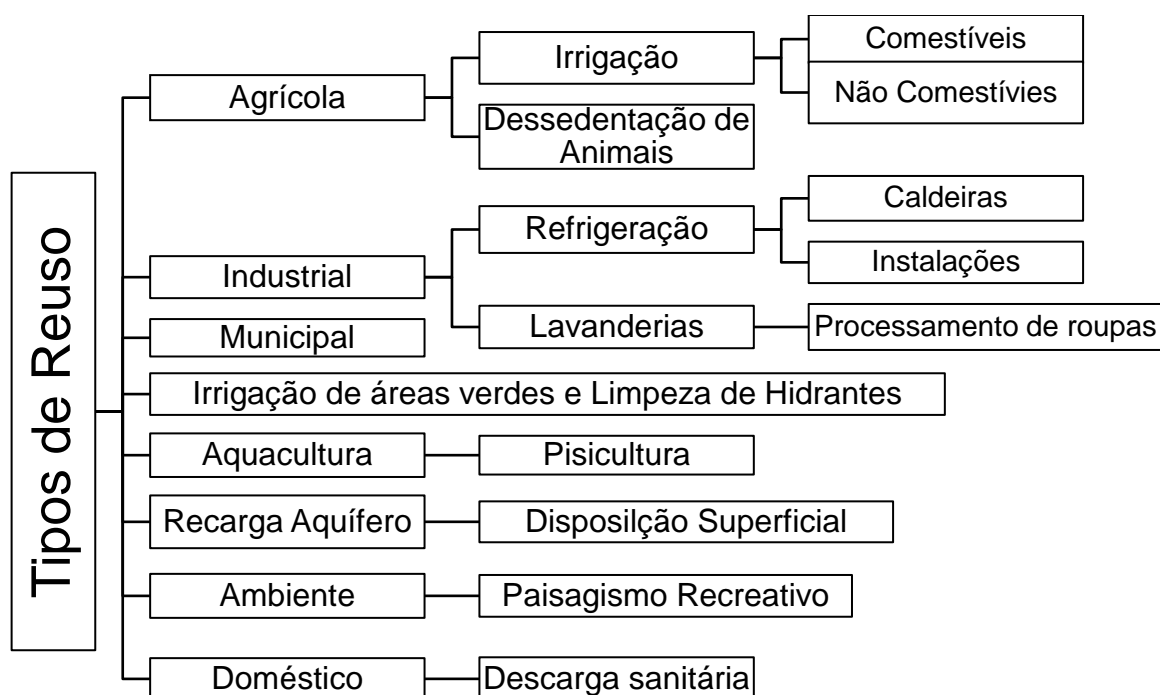 Tipos de Reuso
Agrícola
Irrigação
Comestíveis
Não Comestívies
Dessedentação de
Animais
Industrial
Refrigeração
Caldeiras
Instalações
Lavanderias
Processamento de roupas
Municipal
Irrigação de áreas verdes e Limpeza de Hidrantes
Aquacultura
Pisicultura
Recarga Aquífero
Disposilção Superficial
Ambiente
Paisagismo Recreativo
Doméstico
Descarga sanitária